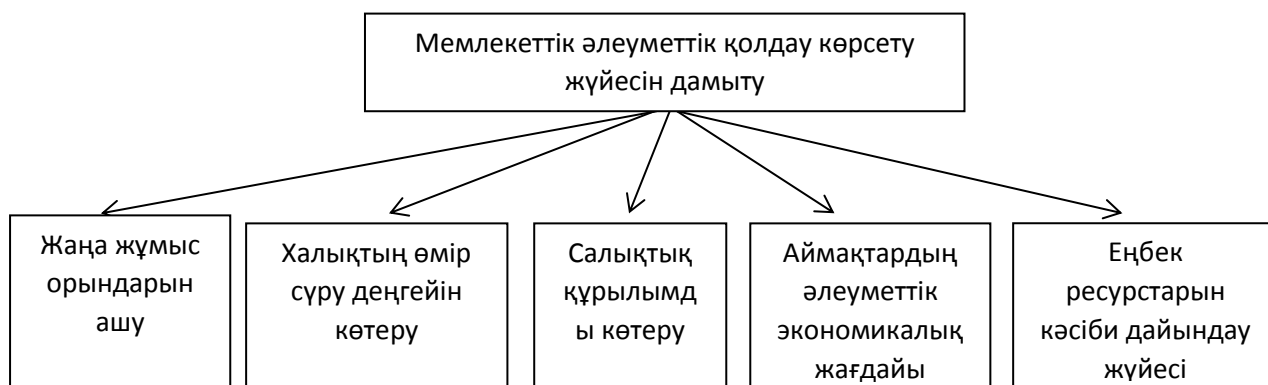 Мемлекеттік әлеуметтік қолдау көрсету
жүйесін дамыту
Жаңа жұмыс
орындарын
ашу
Халықтың өмір
сүру деңгейін
көтеру
Салықтық
құрылымд
ы көтеру
Аймақтардың
әлеуметтік
экономикалық
жағдайы
Еңбек
ресурстарын
кәсіби дайындау
жүйесі